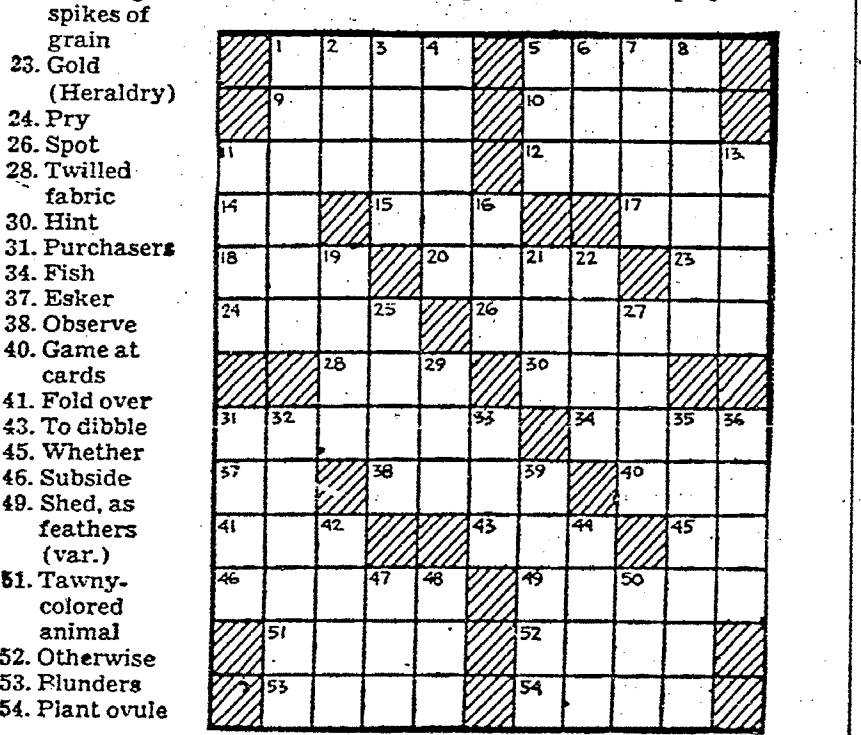 spikes of
grain
23. Gold
(Heraldry)
24. Pry
26. Spot
28. Twilled
fabric
30. Hint
31. Purchasers
34. Fish
37. Esker
38. Observe
40. Game at
cards
41. Fold over
43. To dibble
45. Whether
46. Subside
49. Shed, as
feathers
(var.)
51. Tawny-
colored
animal
52. Otherwise
53. Blunders
54. Plant ovule
1 2 3 4 5 6 7 8
9 10
11 12 13
14 15 16 17
18 19 20 21 22 23
24 25 26 27
28 29 30
31 32 33 34 35 36
37 38 39 40
41 42 43 44 45
46 47 48 49 50
51 52
53 54